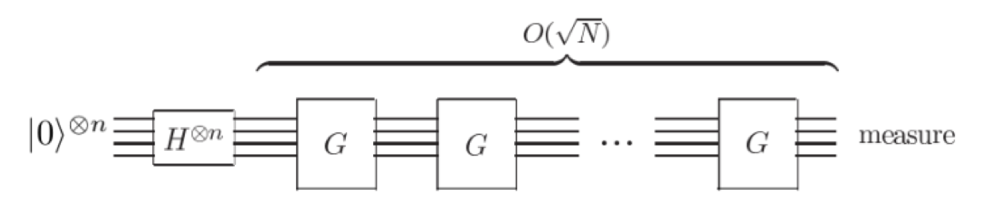 O(√N)
|0⟩⊗n H⊗n G G ⋯ G measure